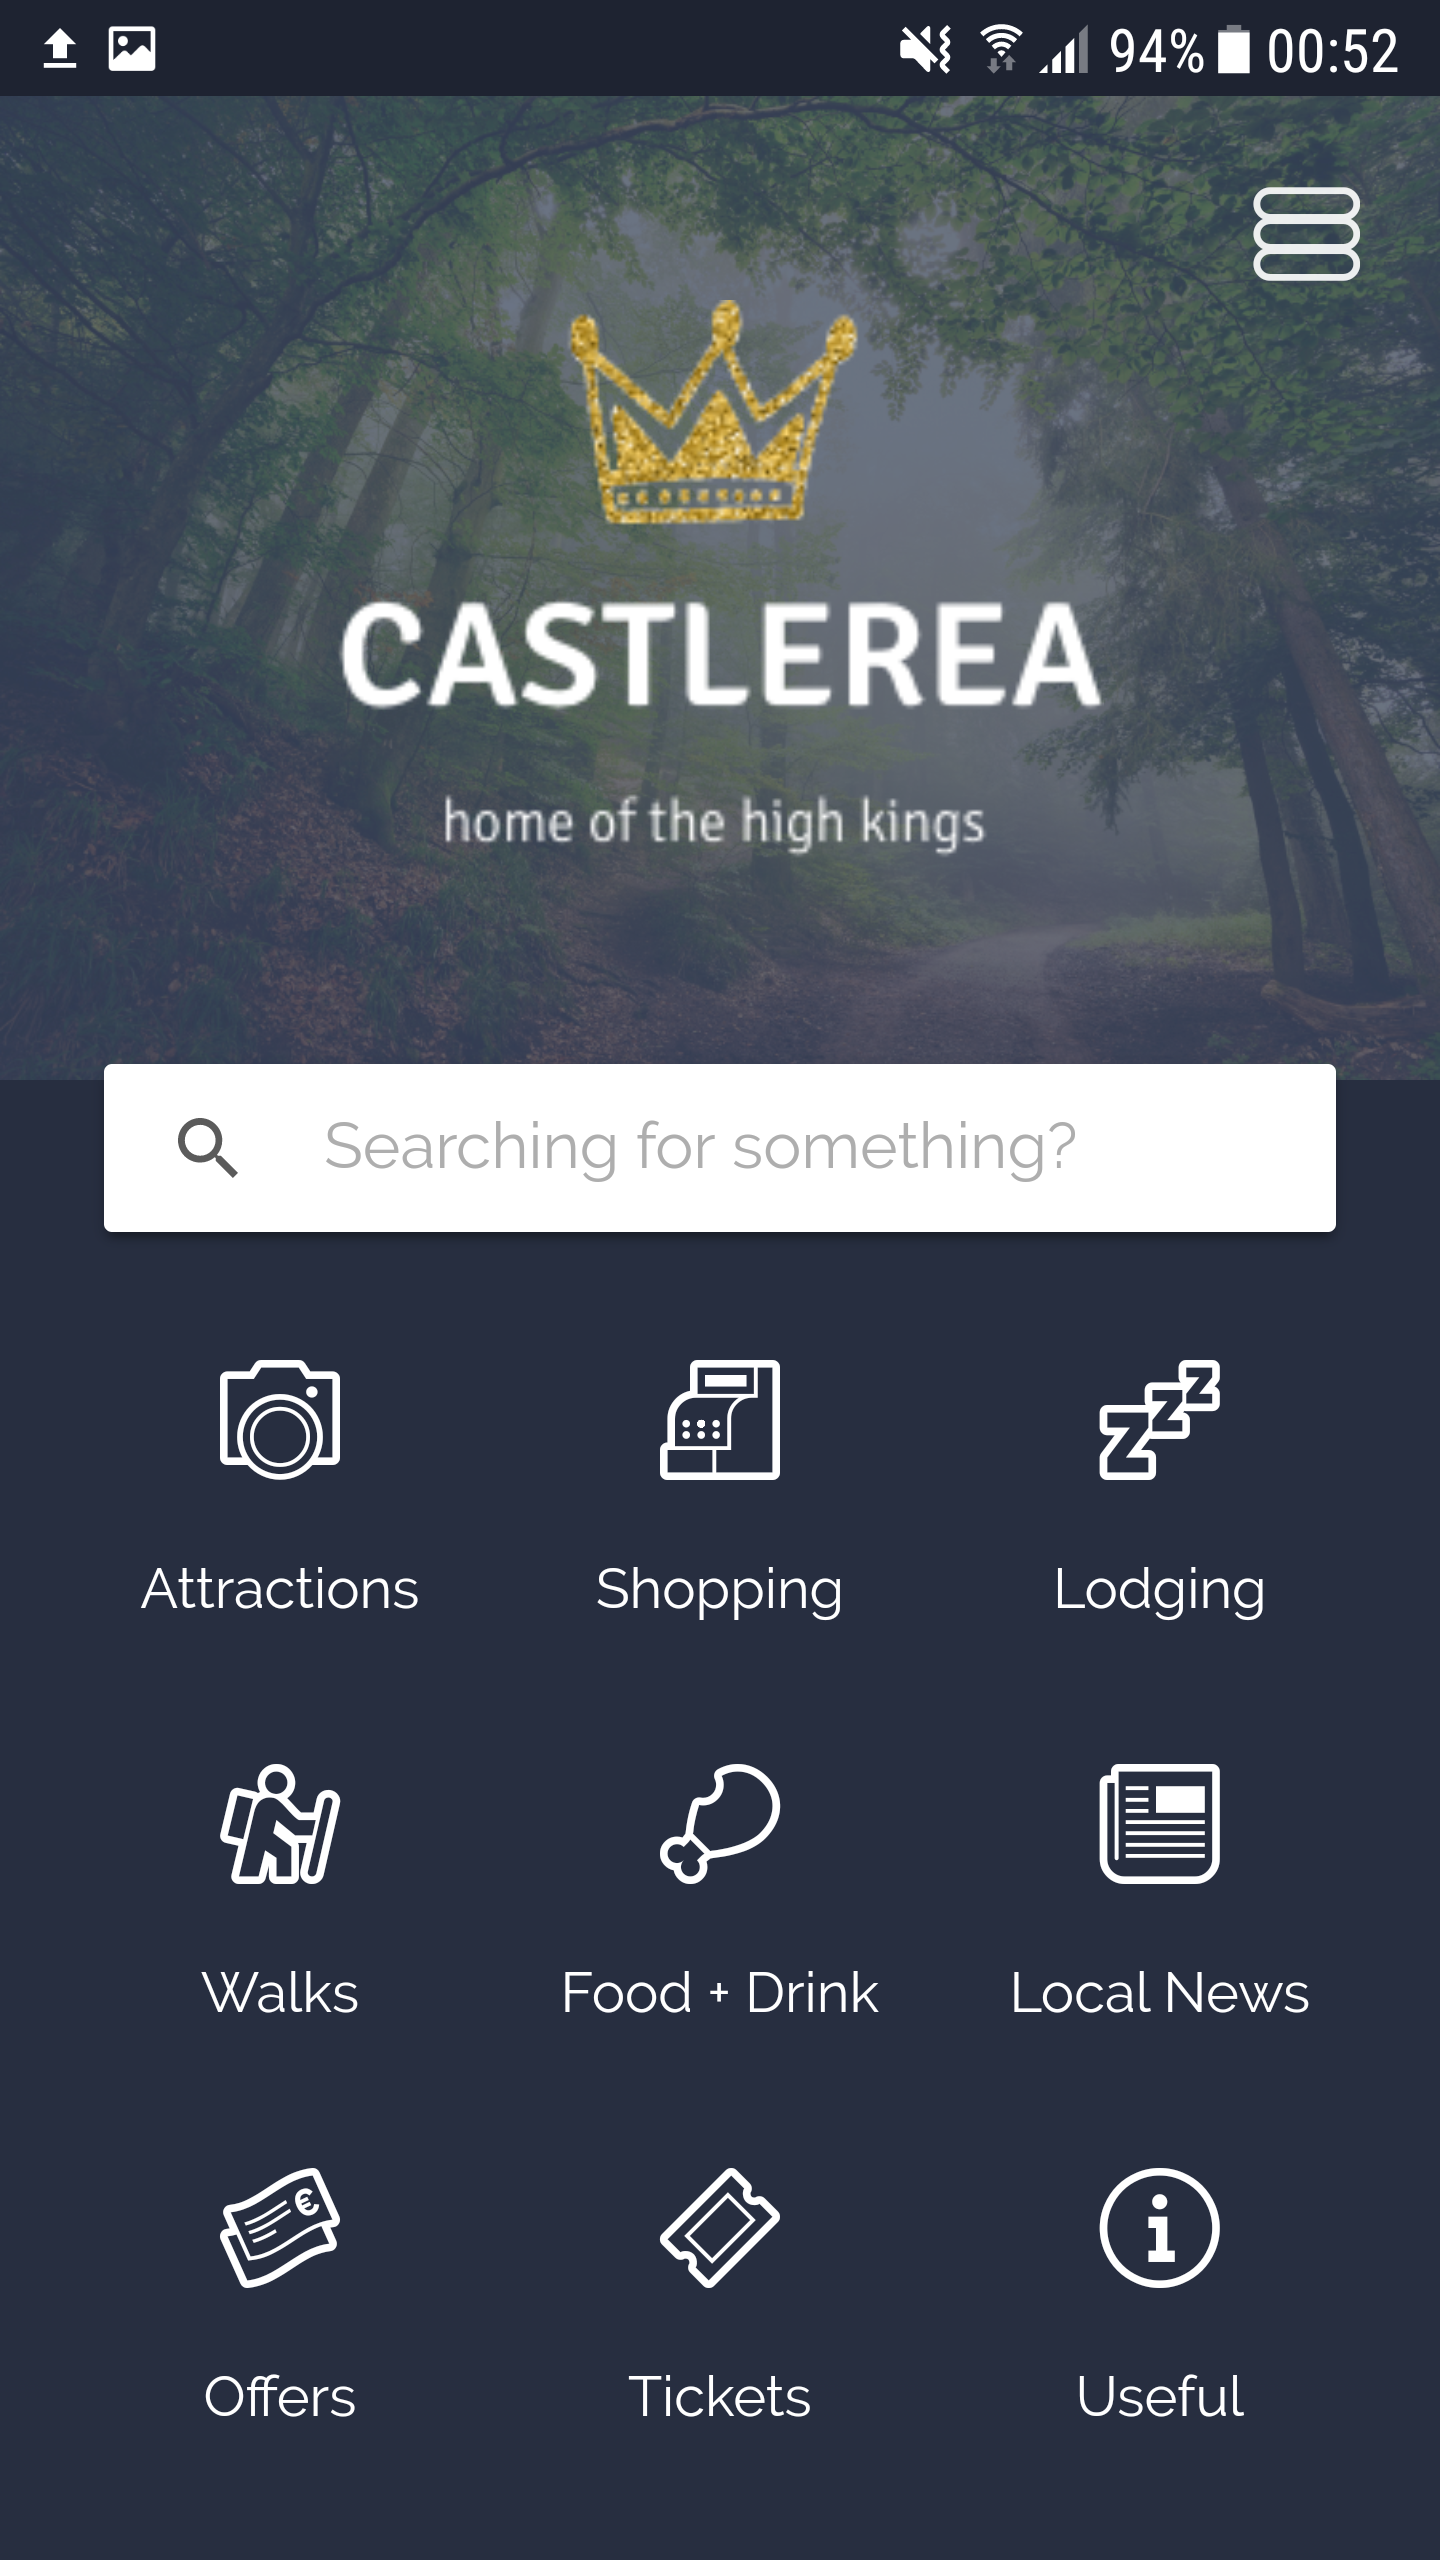 94% 00:52
CASTLEREA
home of the high kings
Searching for something?
Attractions Shopping Lodging
Walks Food + Drink Local News
Offers Tickets Useful